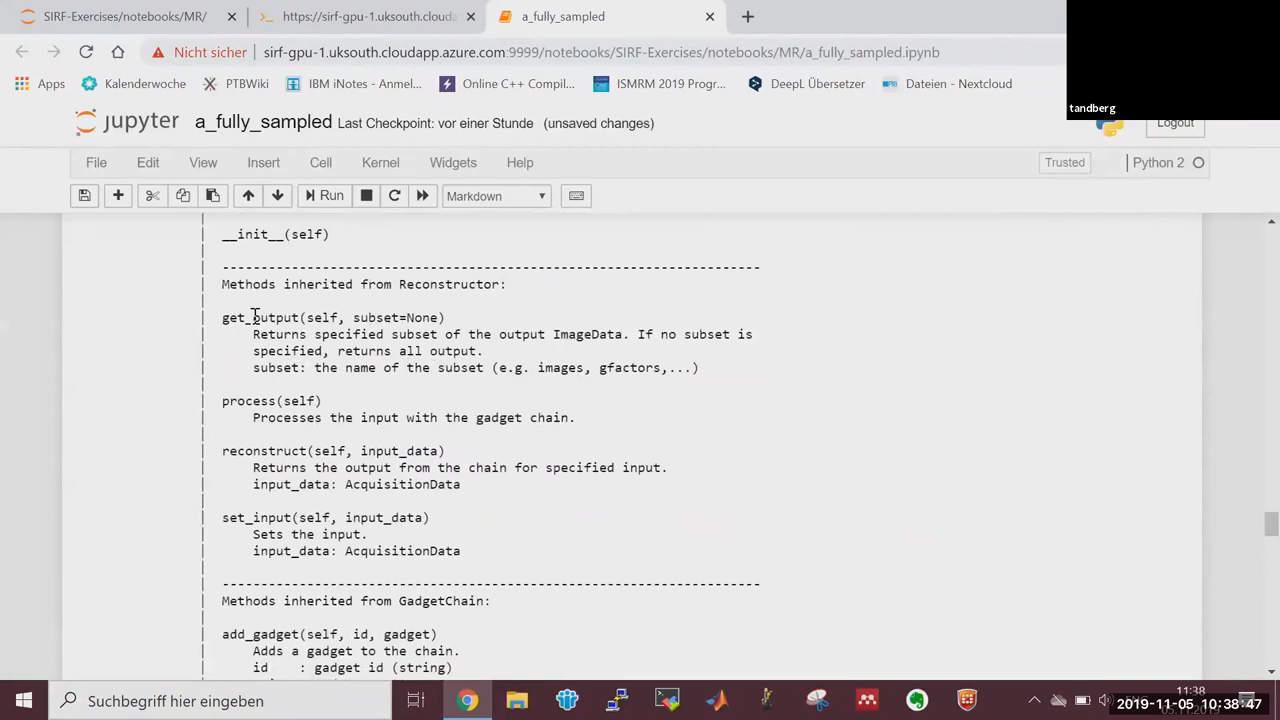 SIRF-Exercises/notebooks/MR/
https://sirf-gpu-1.uksouth.clouda
a_fully_sampled
Nicht sicher
sirf-gpu-1.uksouth.cloudapp.azure.com:9999/notebooks/SIRF-Exercises/notebooks/MR/a_fully_sampled.ipynb
Apps
Kalenderwoche
PTBWiki
IBM iNotes - Anmel...
Online C++ Compil...
ISMRM 2019 Progr...
DeepL Übersetzer
Dateien - Nextcloud
tandberg
jupyter
a_fully_sampled
Last Checkpoint: vor einer Stunde
(unsaved changes)
Logout
File
Edit
View
Insert
Cell
Kernel
Widgets
Help
Trusted
Python 2
Run
Markdown
__init__(self)
----------------------------------------------------------------------
Methods inherited from Reconstructor:
get_output(self, subset=None)
Returns specified subset of the output ImageData. If no subset is
specified, returns all output.
subset: the name of the subset (e.g. images, gfactors,...)
process(self)
Processes the input with the gadget chain.
reconstruct(self, input_data)
Returns the output from the chain for specified input.
input_data: AcquisitionData
set_input(self, input_data)
Sets the input.
input_data: AcquisitionData
----------------------------------------------------------------------
Methods inherited from GadgetChain:
add_gadget(self, id, gadget)
Adds a gadget to the chain.
id    : gadget id (string)
Suchbegriff hier eingeben
ENG
11:38
2019-11-05 10:38:47